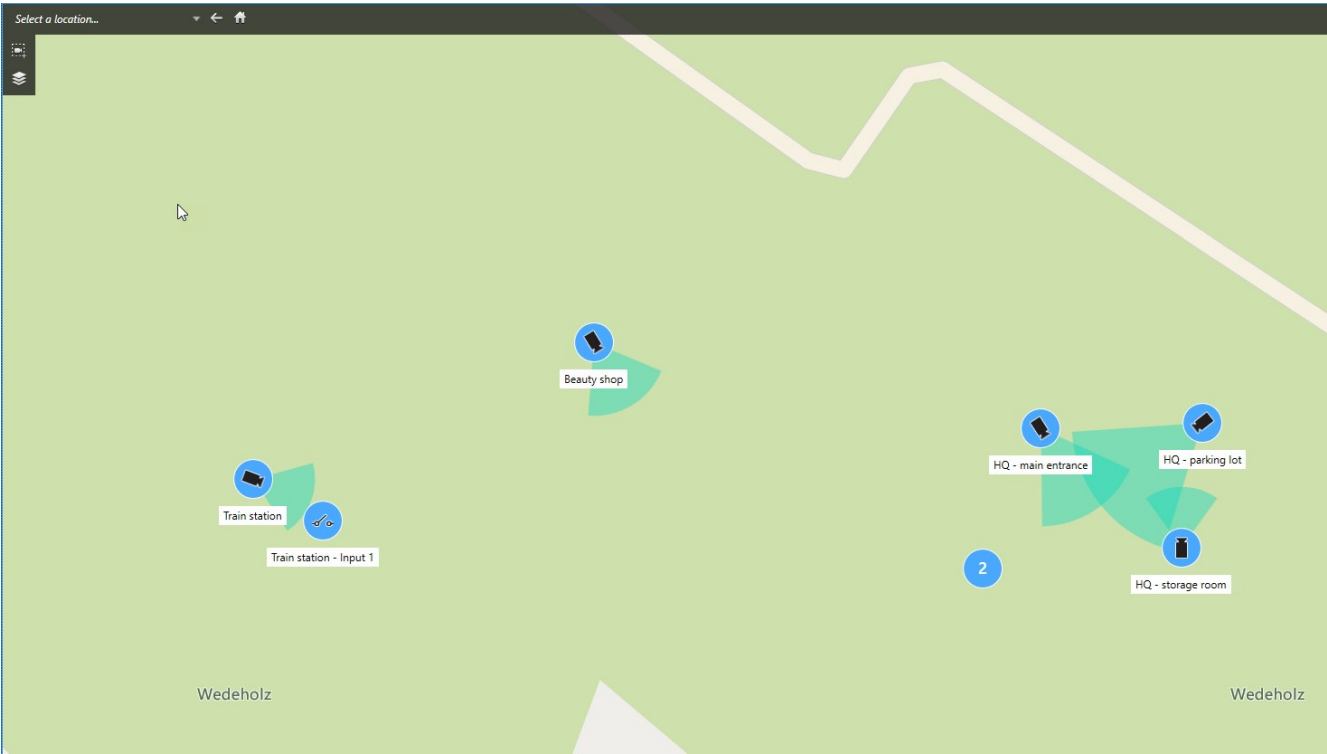 Select a location...
Beauty shop
HQ - main entrance
HQ - parking lot
Train station
Train station - Input 1
2
HQ - storage room
Wedeholz
Wedeholz